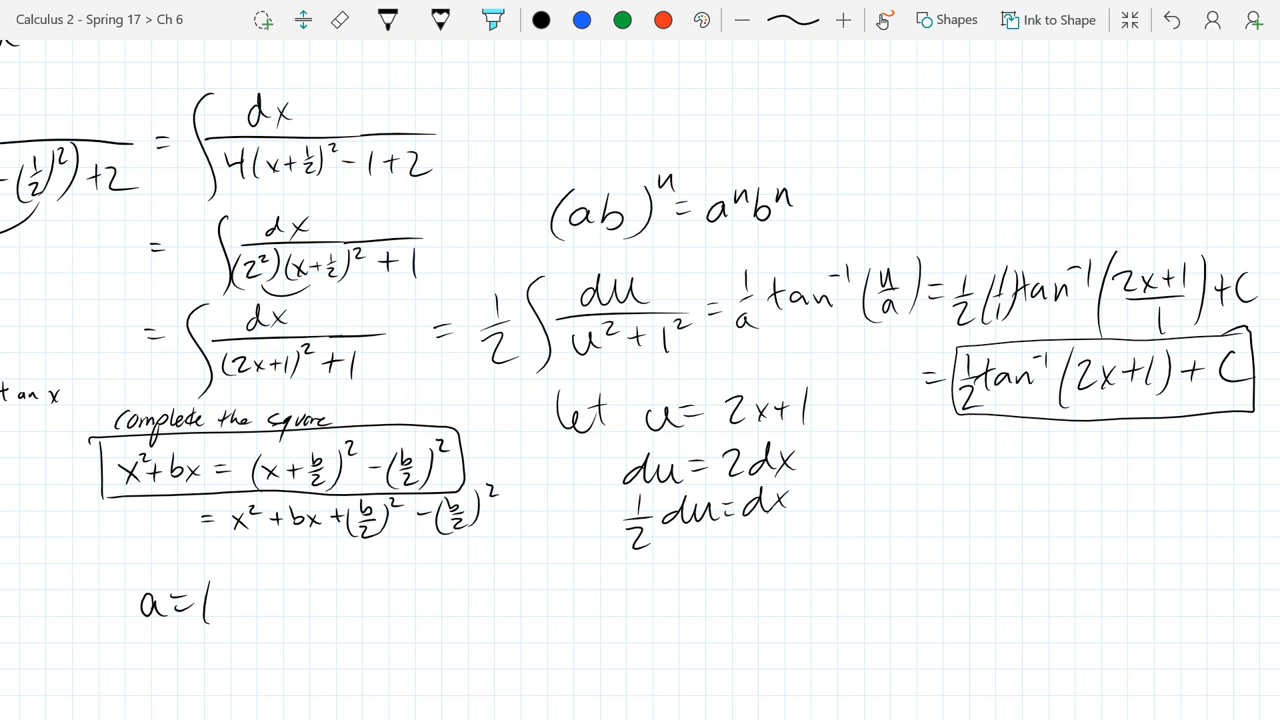 Calculus 2 - Spring 17 > Ch 6
Shapes
Ink to Shape
-(1/2)²) + 2 = ∫ dx / (4(x+1/2)² - 1 + 2)
= ∫ dx / ((2²)(x+1/2)² + 1)
= ∫ dx / ((2x+1)² + 1)
tan x
complete the square
x² + bx = (x + b/2)² - (b/2)²
= x² + bx + (b/2)² - (b/2)²
a = 1
(ab)ⁿ = aⁿbⁿ
= 1/2 ∫ du / (u² + 1²) = 1/a tan⁻¹(u/a) = 1/2 (1/1) tan⁻¹((2x+1)/1) + C
= 1/2 tan⁻¹(2x+1) + C
let u = 2x+1
du = 2dx
1/2 du = dx